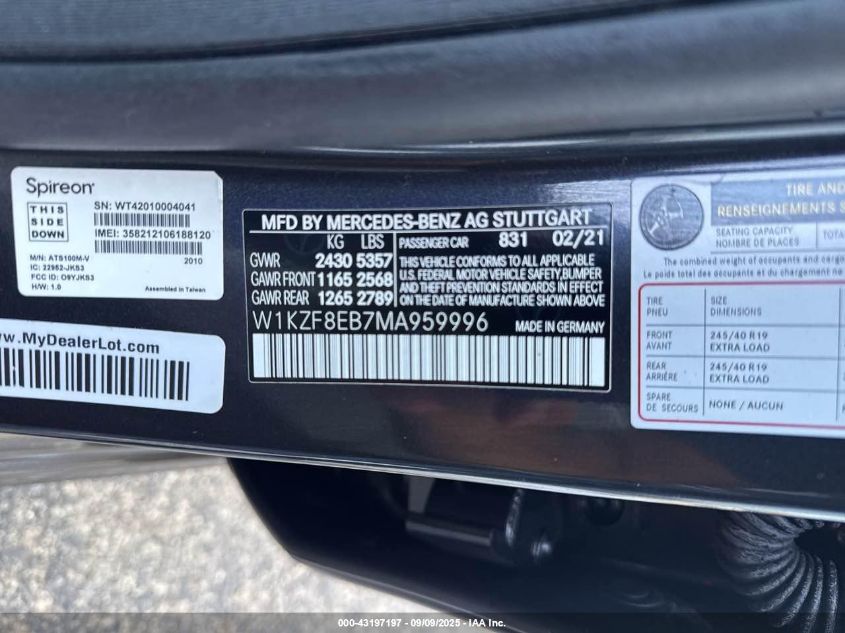 Spireon
SN: WT42010004041
THIS
SIDE
DOWN
IMEI: 358212106188120
M/N: ATS100M-V 2010
IC: 22952-JKS3
FCC ID: O9YJKS3
H/W: 1.0 Assembled in Taiwan
www.MyDealerLot.com
MFD BY MERCEDES-BENZ AG STUTTGART
KG LBS PASSENGER CAR 831 02/21
GVWR 2430 5357 THIS VEHICLE CONFORMS TO ALL APPLICABLE
GAWR FRONT 1165 2568 U.S. FEDERAL MOTOR VEHICLE SAFETY, BUMPER
GAWR REAR 1265 2789 AND THEFT PREVENTION STANDARDS IN EFFECT
ON THE DATE OF MANUFACTURE SHOWN ABOVE
W1KZF8EB7MA959996 MADE IN GERMANY
TIRE AND
RENSEIGNEMENTS S
SEATING CAPACITY
NOMBRE DE PLACES
TOTA
The combined weight of occupants and
Le poids total des occupants et du
TIRE
PNEU
SIZE
DIMENSIONS
FRONT
AVANT
245/40 R19
EXTRA LOAD
REAR
ARRIÈRE
245/40 R19
EXTRA LOAD
SPARE
DE SECOURS
NONE / AUCUN
000-43197197 - 09/09/2025 - IAA Inc.